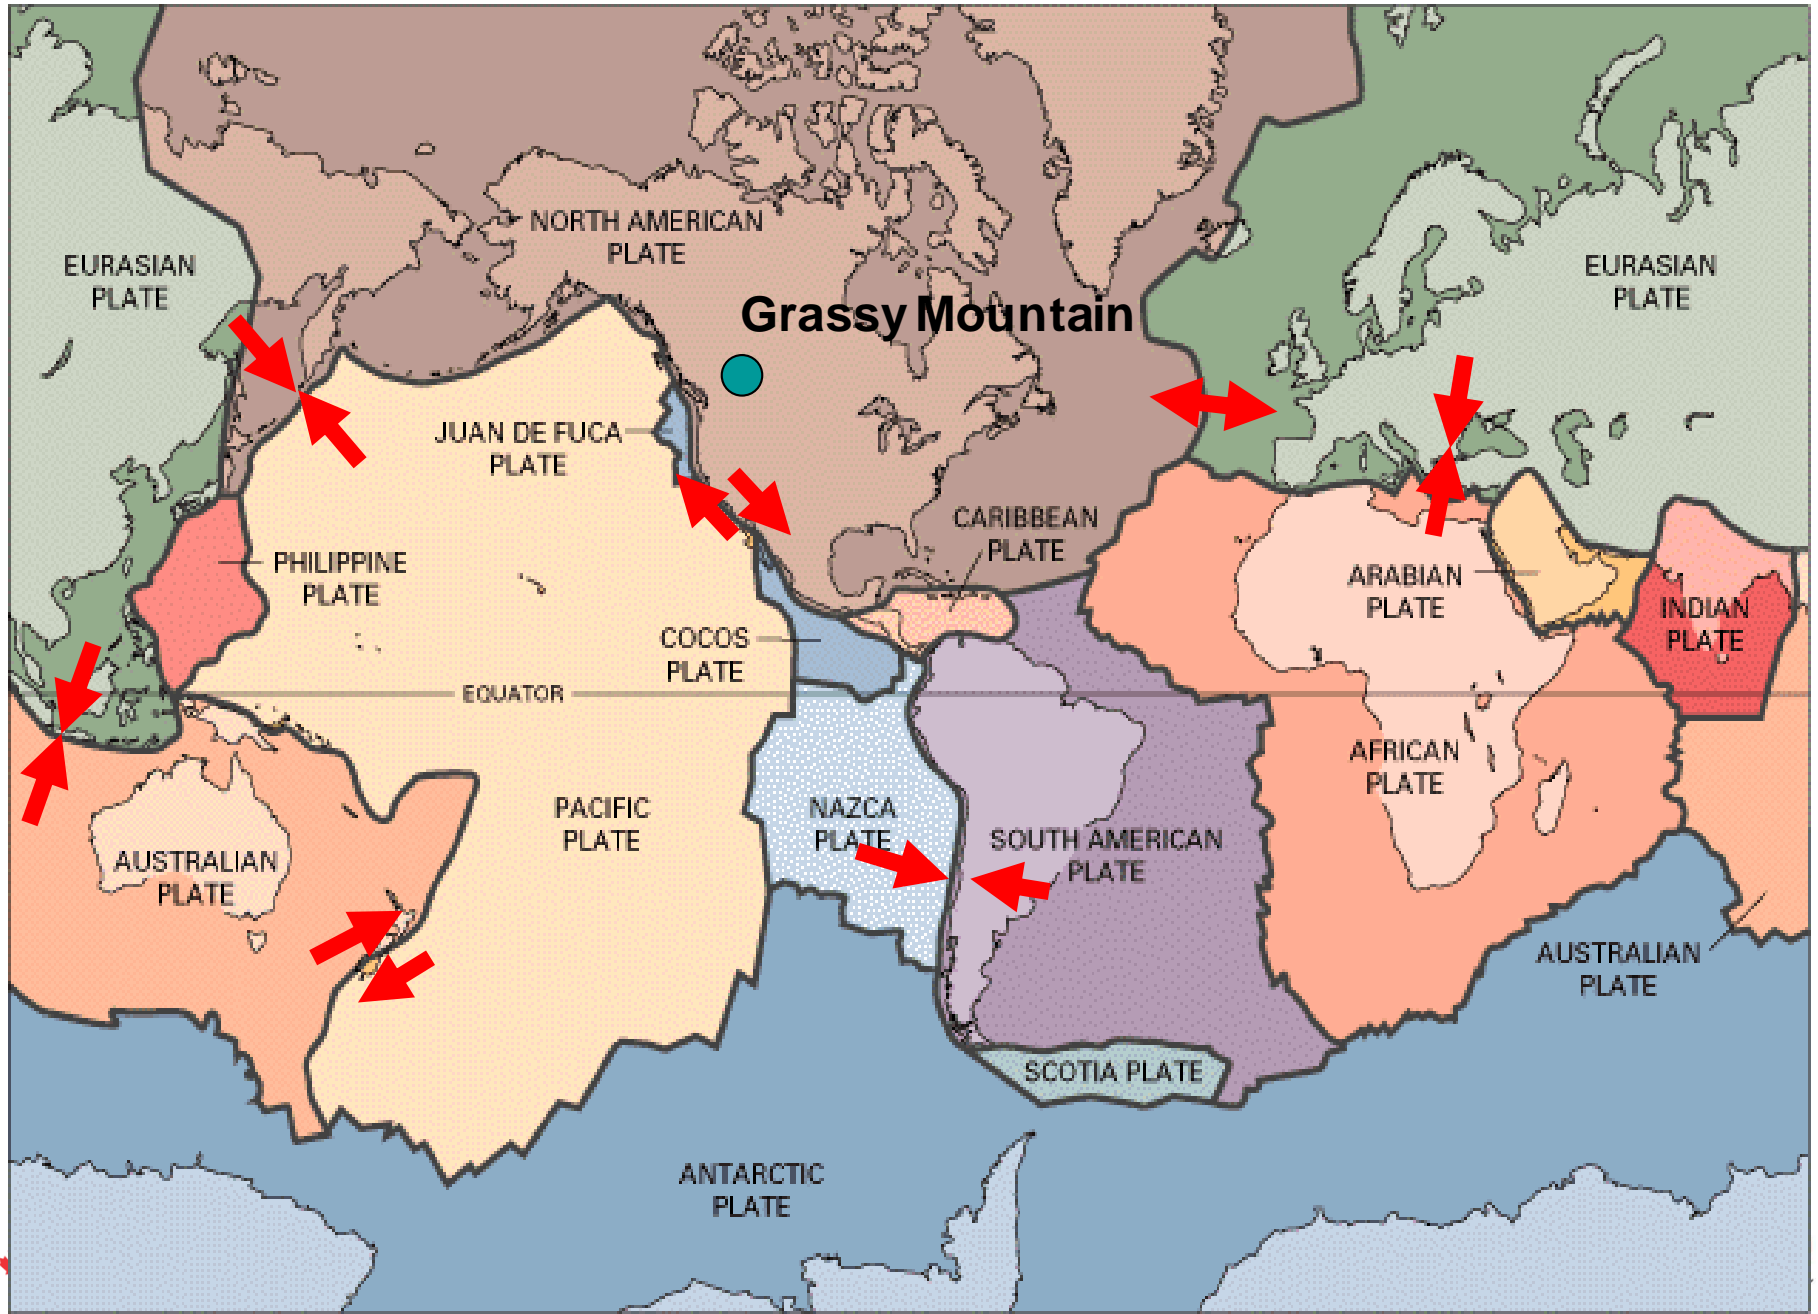 NORTH AMERICAN
PLATE
EURASIAN
PLATE
EURASIAN
PLATE
Grassy Mountain
JUAN DE FUCA
PLATE
CARIBBEAN
PLATE
PHILIPPINE
PLATE
ARABIAN
PLATE
INDIAN
PLATE
COCOS
PLATE
EQUATOR
AFRICAN
PLATE
PACIFIC
PLATE
NAZCA
PLATE
SOUTH AMERICAN
PLATE
AUSTRALIAN
PLATE
AUSTRALIAN
PLATE
SCOTIA PLATE
ANTARCTIC
PLATE